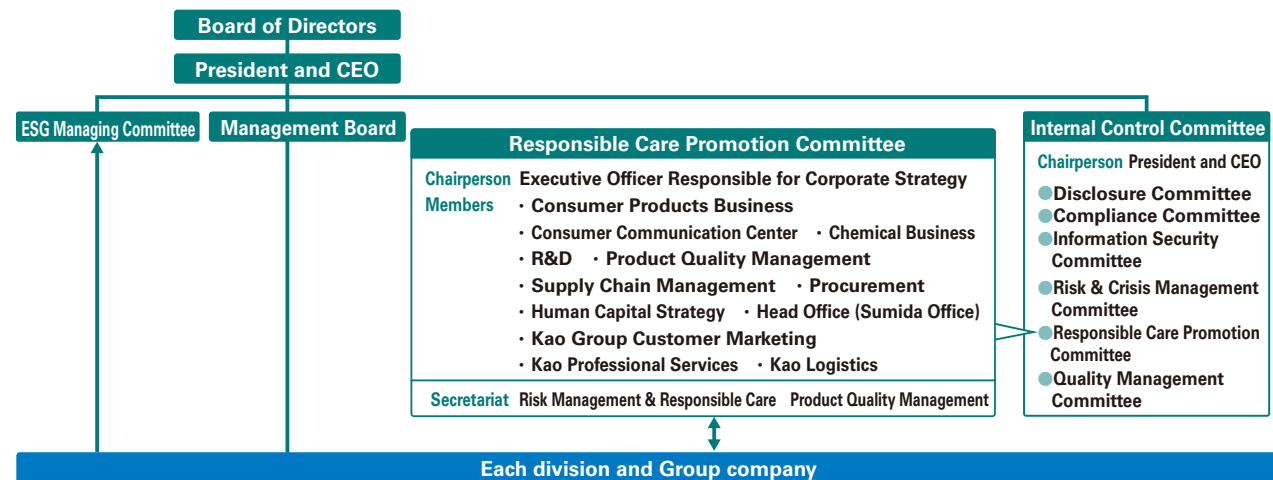 Board of Directors
President and CEO
ESG Managing Committee
Management Board
Responsible Care Promotion Committee
Chairperson Executive Officer Responsible for Corporate Strategy
Members ・Consumer Products Business
・Consumer Communication Center ・Chemical Business
・R&D ・Product Quality Management
・Supply Chain Management ・Procurement
・Human Capital Strategy ・Head Office (Sumida Office)
・Kao Group Customer Marketing
・Kao Professional Services ・Kao Logistics
Secretariat Risk Management & Responsible Care Product Quality Management
Internal Control Committee
Chairperson President and CEO
●Disclosure Committee
●Compliance Committee
●Information Security
Committee
●Risk & Crisis Management
Committee
●Responsible Care Promotion
Committee
●Quality Management
Committee
Each division and Group company